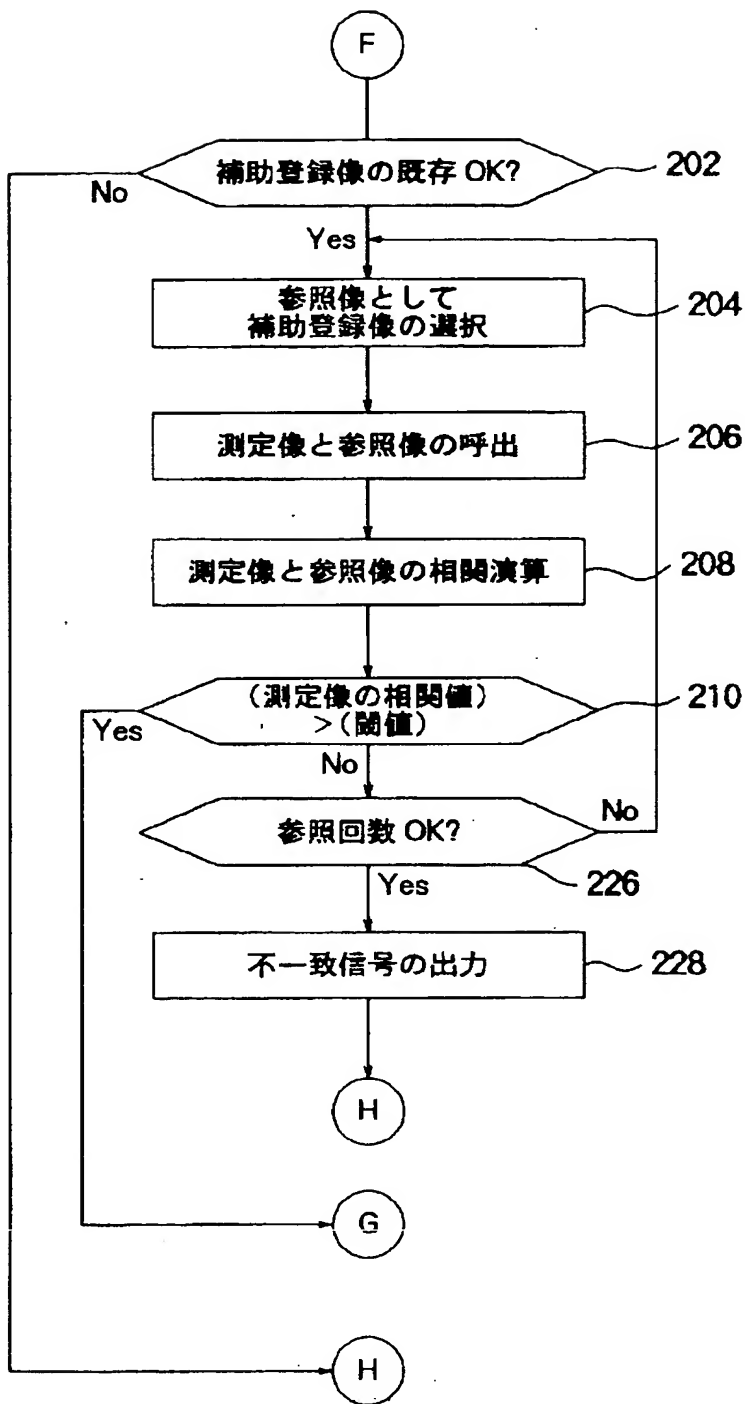 F
補助登録像の既存 OK?
202
No
Yes
参照像として
補助登録像の選択
204
測定像と参照像の呼出
206
測定像と参照像の相関演算
208
(測定像の相関値)
>(閾値)
210
Yes
No
参照回数 OK?
No
226
Yes
不一致信号の出力
228
H
G
H